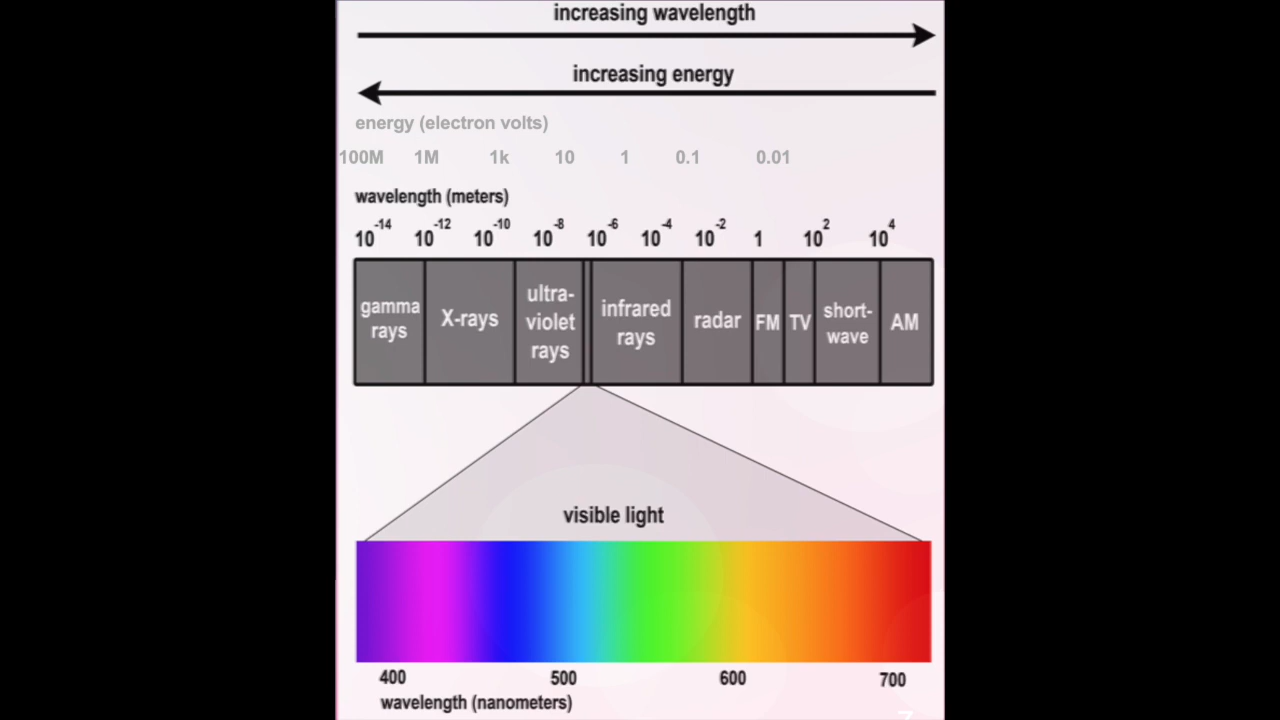 increasing wavelength
increasing energy
energy (electron volts)
100M 1M 1k 10 1 0.1 0.01
wavelength (meters)
10-14 10-12 10-10 10-8 10-6 10-4 10-2 1 102 104
gamma rays X-rays ultra-violet rays infrared rays radar FM TV short-wave AM
visible light
400 500 600 700
wavelength (nanometers)